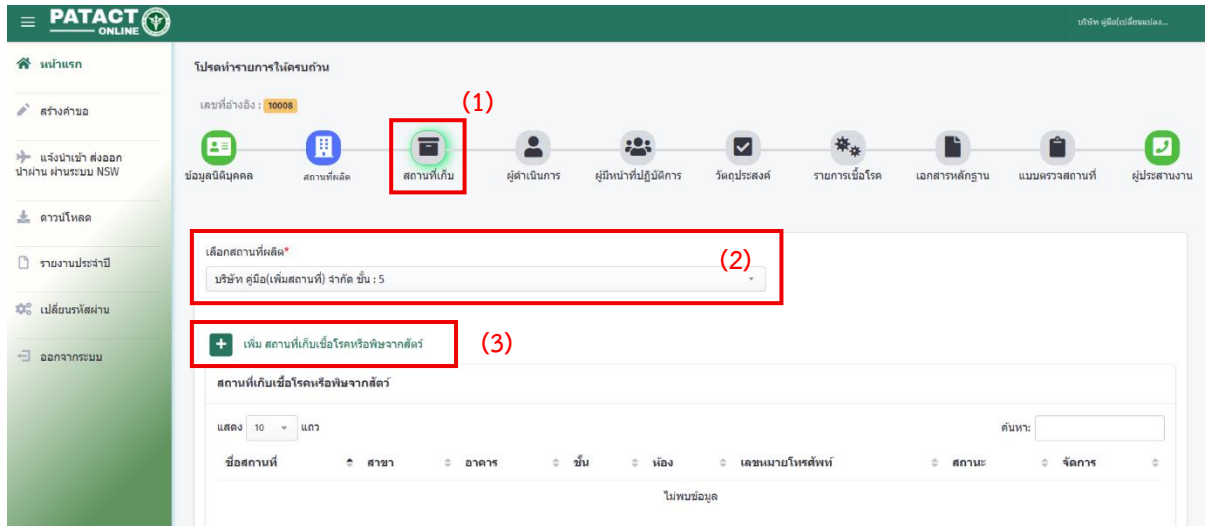 PATACT
ONLINE
บริษัท คู่มือ(เปลี่ยนแปลง...
หน้าแรก
สร้างคำขอ
แจ้งนำเข้า ส่งออก
นำผ่าน ผ่านระบบ NSW
ดาวน์โหลด
รายงานประจำปี
เปลี่ยนรหัสผ่าน
ออกจากระบบ
โปรดทำรายการให้ครบถ้วน
เลขที่อ้างอิง : 10008
(1)
ข้อมูลนิติบุคคล สถานที่ผลิต สถานที่เก็บ ผู้ดำเนินการ ผู้มีหน้าที่ปฏิบัติการ วัตถุประสงค์ รายการเชื้อโรค เอกสารหลักฐาน แบบตรวจสถานที่ ผู้ประสานงาน
เลือกสถานที่ผลิต*
(2)
บริษัท คู่มือ(เพิ่มสถานที่) จำกัด ชั้น : 5
+ เพิ่ม สถานที่เก็บเชื้อโรคหรือพิษจากสัตว์ (3)
สถานที่เก็บเชื้อโรคหรือพิษจากสัตว์
แสดง 10 แถว ค้นหา:
ชื่อสถานที่ สาขา อาคาร ชั้น ห้อง เลขหมายโทรศัพท์ สถานะ จัดการ
ไม่พบข้อมูล